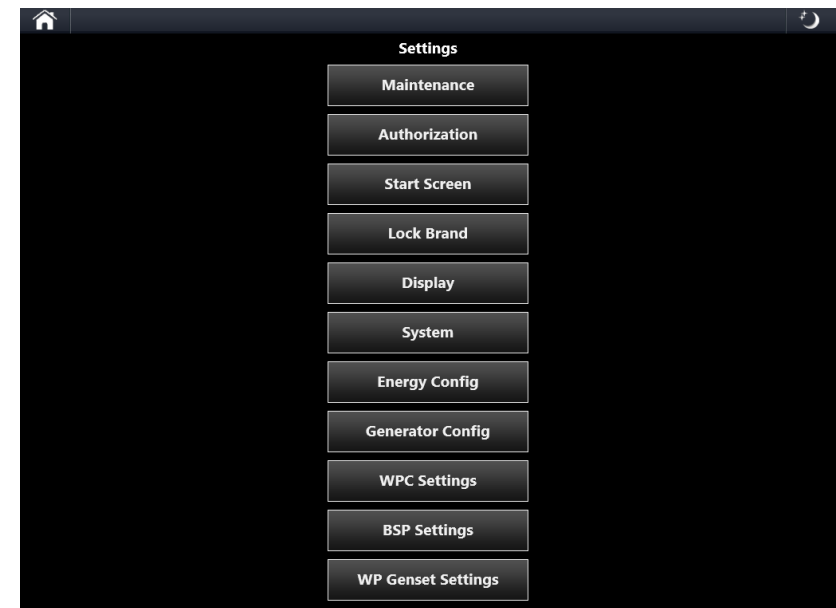 Settings
Maintenance
Authorization
Start Screen
Lock Brand
Display
System
Energy Config
Generator Config
WPC Settings
BSP Settings
WP Genset Settings